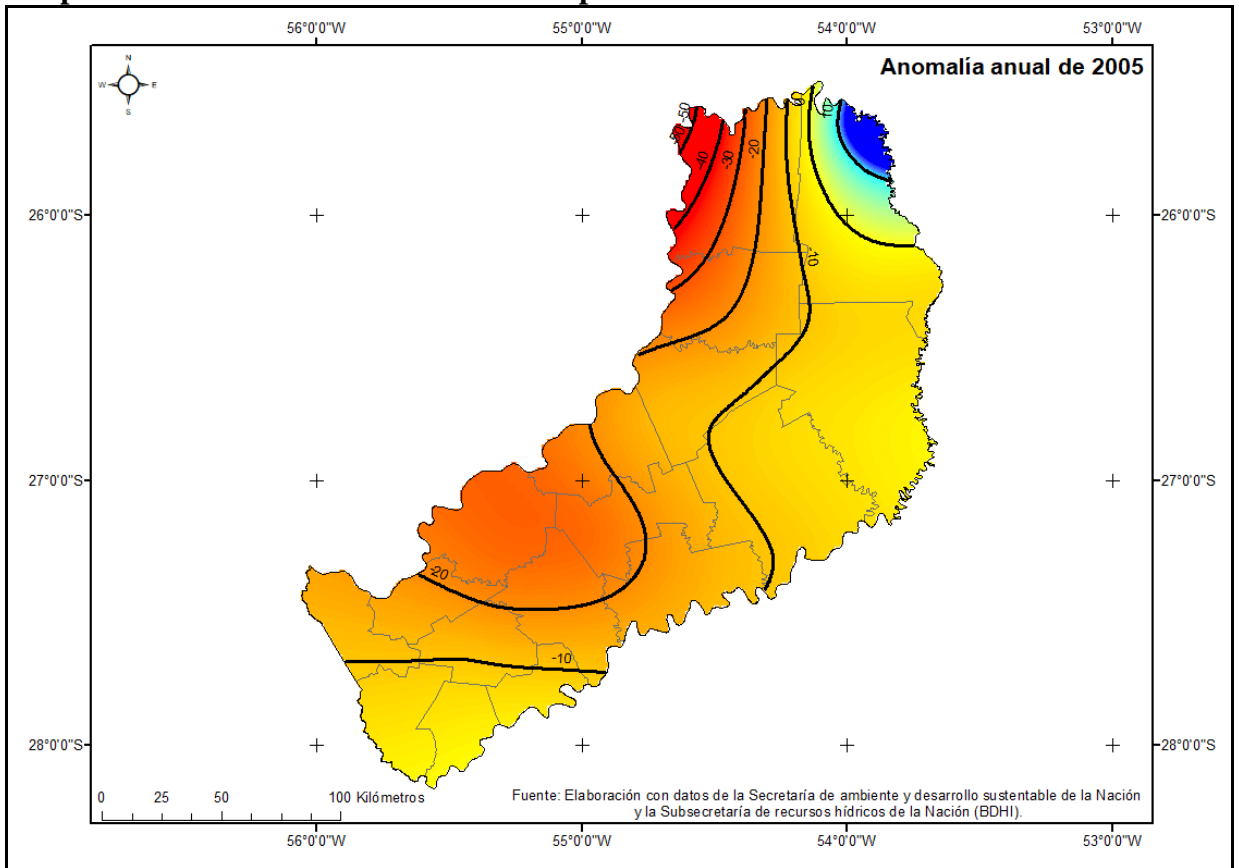 56°0'0"W 55°0'0"W 54°0'0"W 53°0'0"W
Anomalía anual de 2005
N
W E
S
-50
-50
-40
-30
-20
0
10
26°0'0"S 26°0'0"S
-10
27°0'0"S 27°0'0"S
-20
-10
28°0'0"S 28°0'0"S
0 25 50 100 Kilómetros
Fuente: Elaboración con datos de la Secretaría de ambiente y desarrollo sustentable de la Nación
y la Subsecretaría de recursos hídricos de la Nación (BDHI).
56°0'0"W 55°0'0"W 54°0'0"W 53°0'0"W